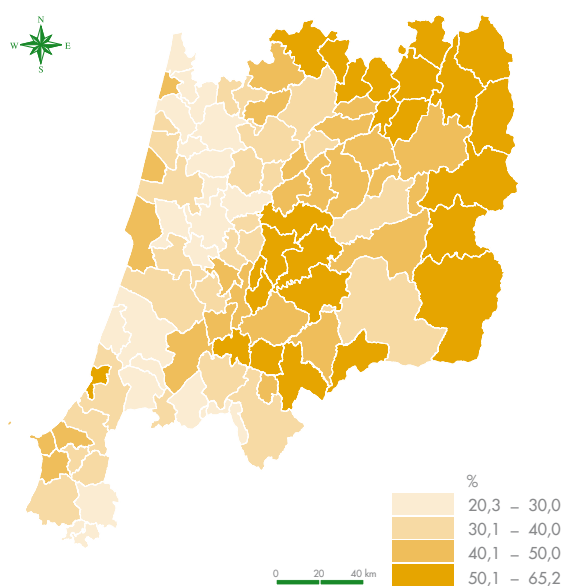 N
W E
S
%
20,3 – 30,0
30,1 – 40,0
40,1 – 50,0
50,1 – 65,2
0 20 40 km